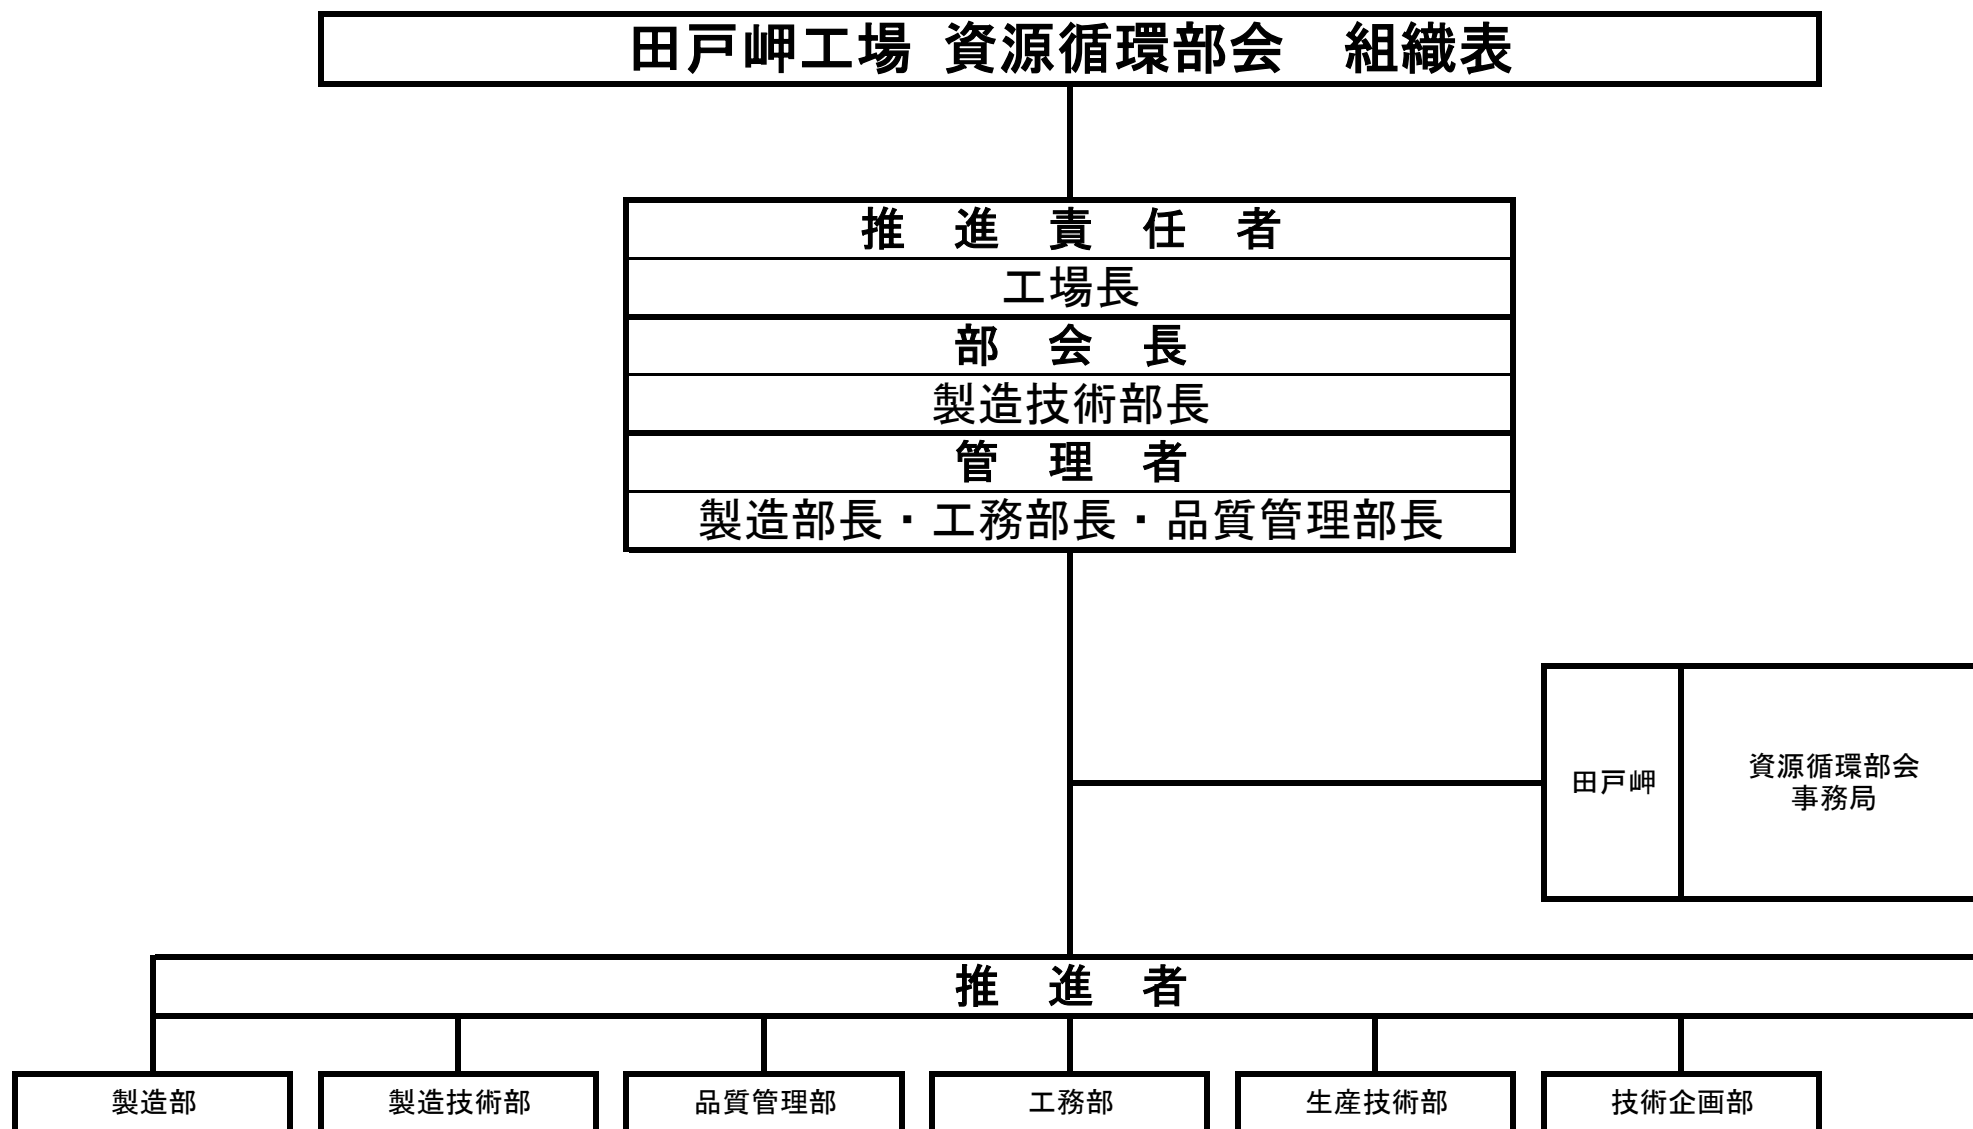 田戸岬工場 資源循環部会　組織表
推　進　責　任　者
工場長
部　会　長
製造技術部長
管　理　者
製造部長・工務部長・品質管理部長
田戸岬
資源循環部会
事務局
推　進　者
製造部
製造技術部
品質管理部
工務部
生産技術部
技術企画部